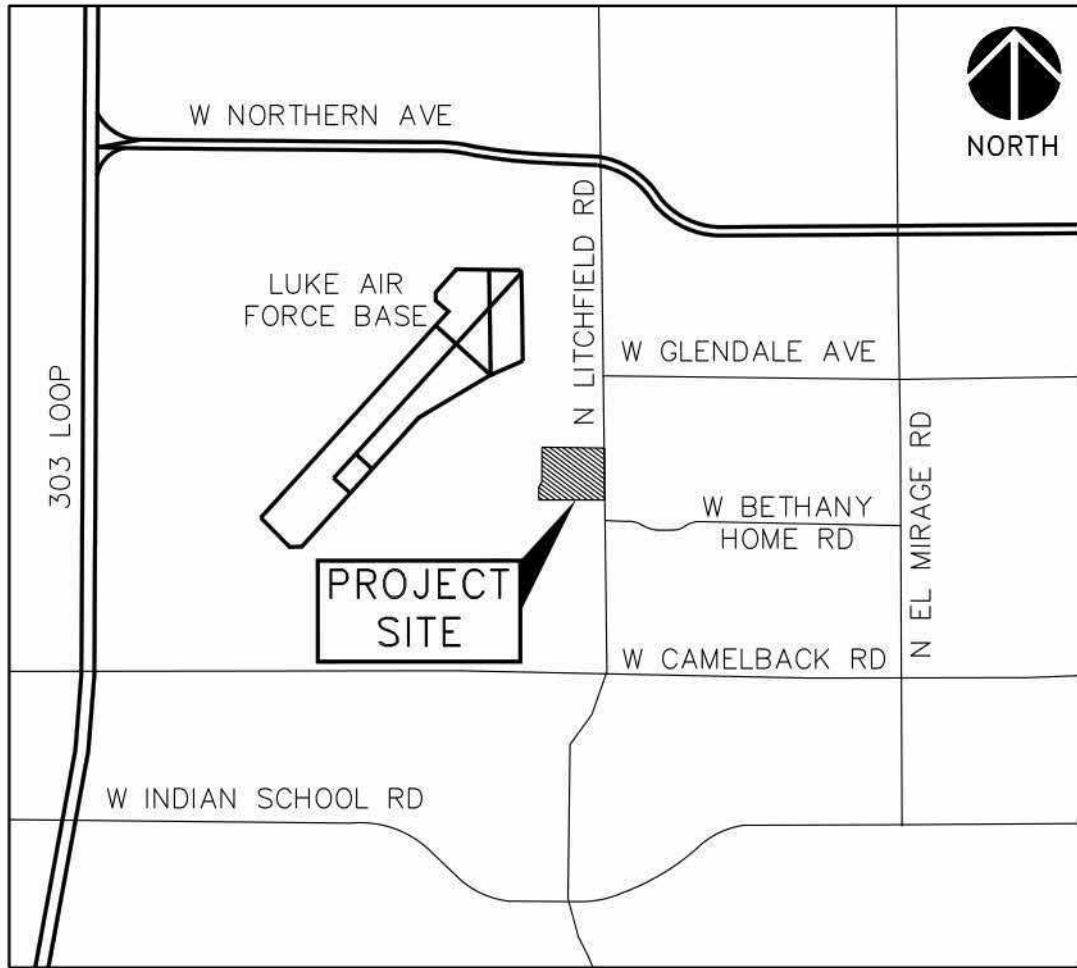 W NORTHERN AVE
NORTH
N LITCHFIELD RD
LUKE AIR
FORCE BASE
W GLENDALE AVE
303 LOOP
N EL MIRAGE RD
W BETHANY
HOME RD
PROJECT
SITE
W CAMELBACK RD
W INDIAN SCHOOL RD